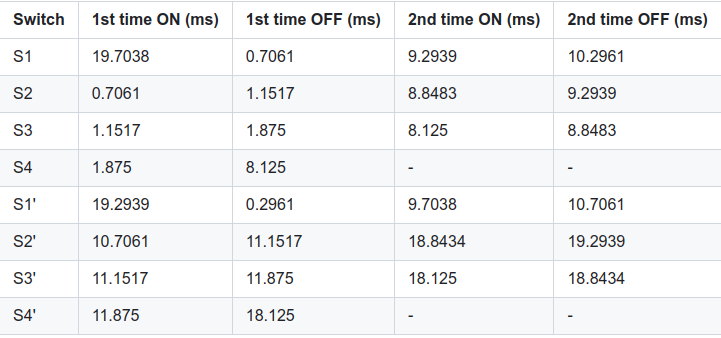 Switch 1st time ON (ms) 1st time OFF (ms) 2nd time ON (ms) 2nd time OFF (ms)
S1 19.7038 0.7061 9.2939 10.2961
S2 0.7061 1.1517 8.8483 9.2939
S3 1.1517 1.875 8.125 8.8483
S4 1.875 8.125 - -
S1' 19.2939 0.2961 9.7038 10.7061
S2' 10.7061 11.1517 18.8434 19.2939
S3' 11.1517 11.875 18.125 18.8434
S4' 11.875 18.125 - -